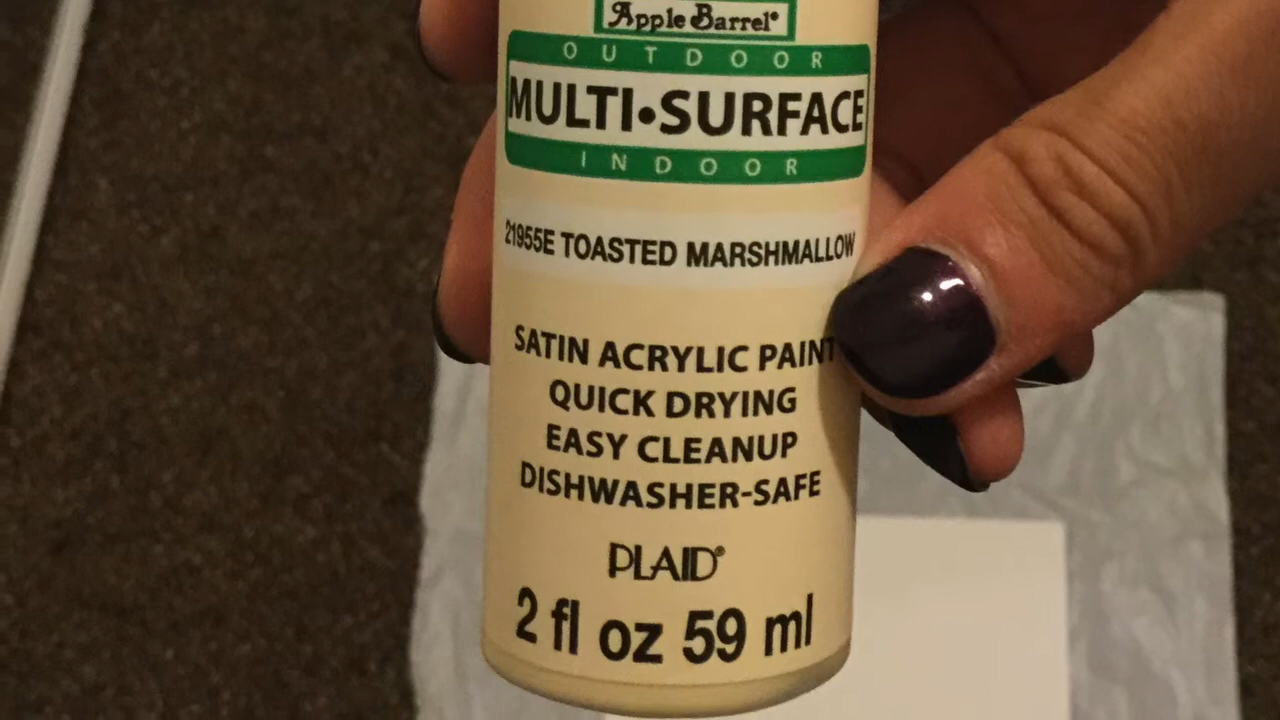 Apple Barrel®
OUTDOOR
MULTI•SURFACE
INDOOR
21955E TOASTED MARSHMALLOW
SATIN ACRYLIC PAINT
QUICK DRYING
EASY CLEANUP
DISHWASHER-SAFE
PLAID®
2 fl oz 59 ml